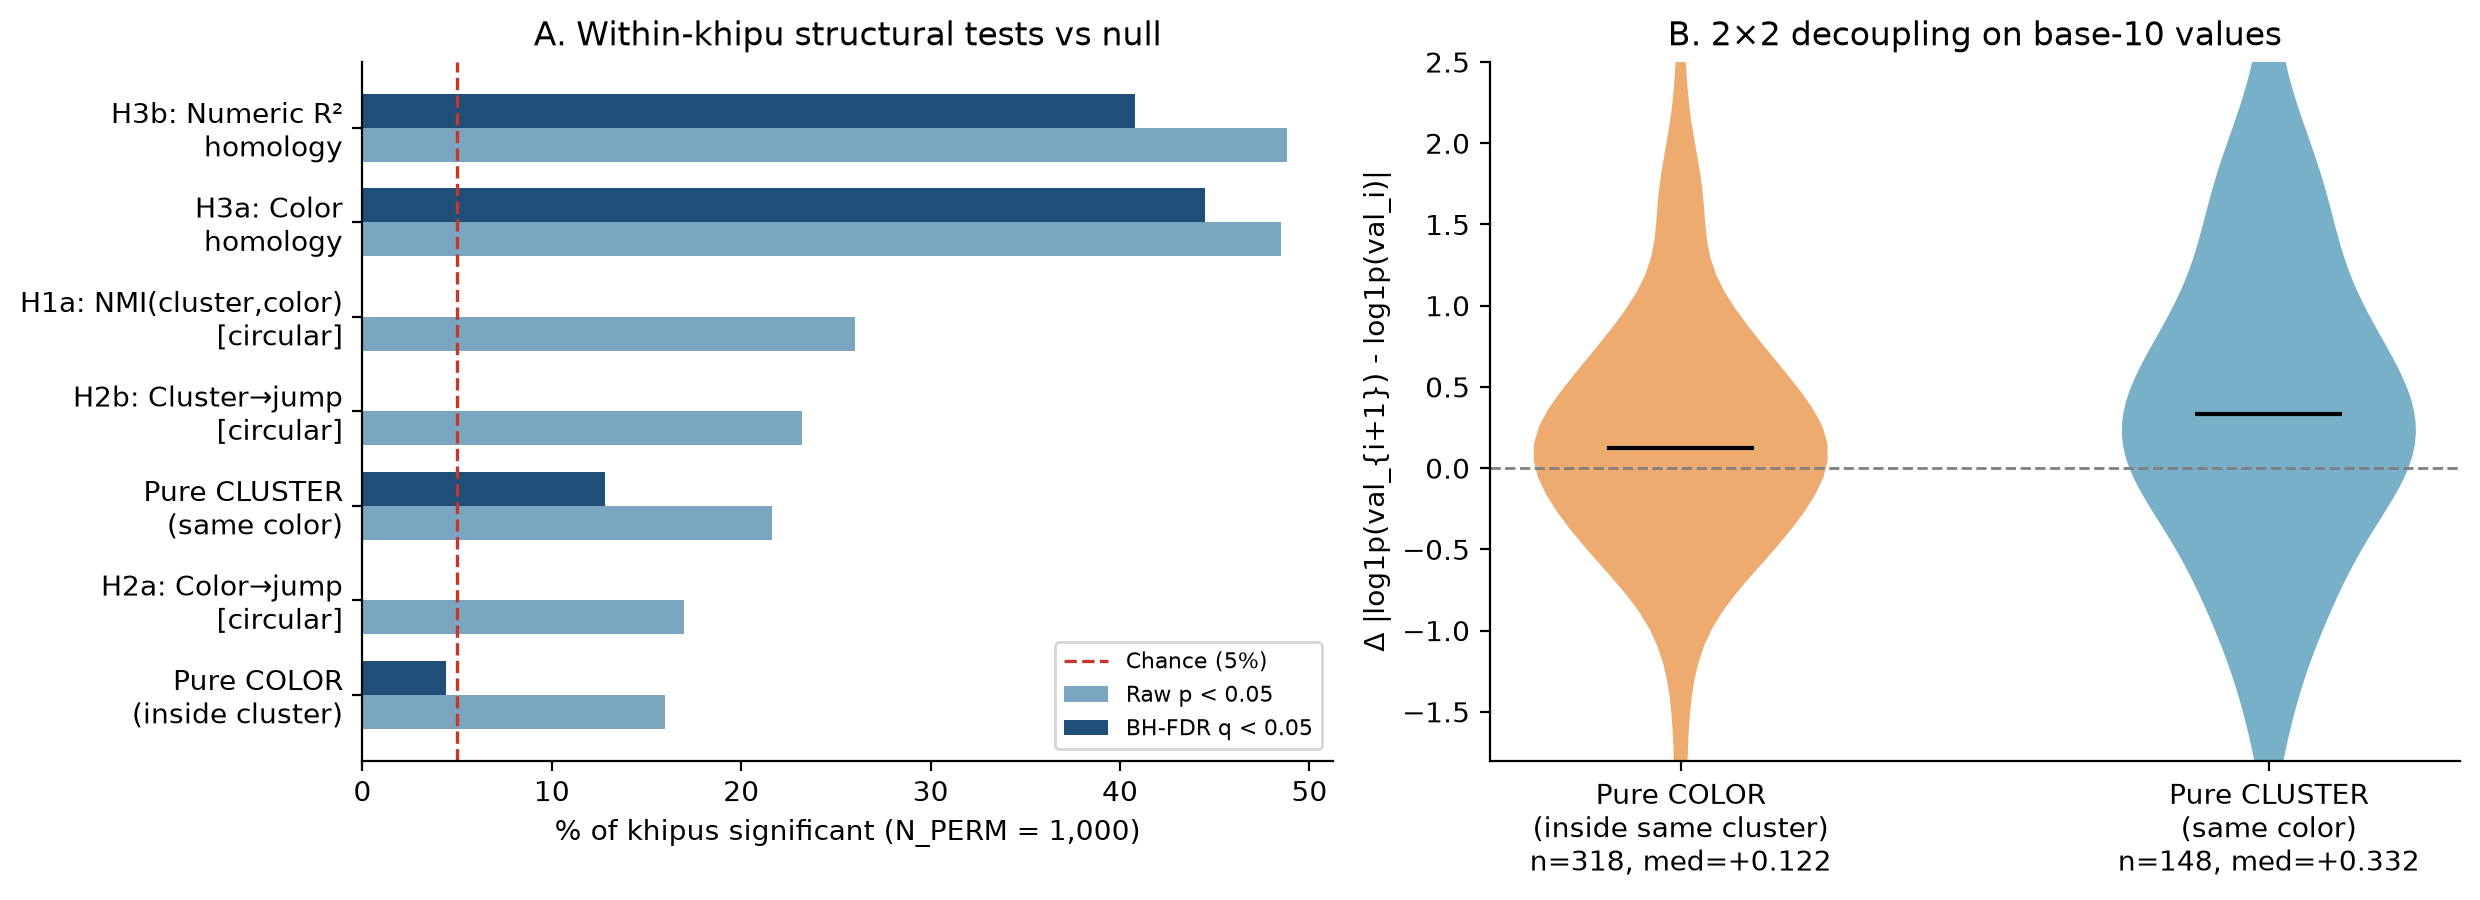 A. Within-khipu structural tests vs null
H3b: Numeric R²
homology
H3a: Color
homology
H1a: NMI(cluster,color)
[circular]
H2b: Cluster→jump
[circular]
Pure CLUSTER
(same color)
H2a: Color→jump
[circular]
Pure COLOR
(inside cluster)
Chance (5%)
Raw p < 0.05
BH-FDR q < 0.05
0 10 20 30 40 50
% of khipus significant (N_PERM = 1,000)
B. 2×2 decoupling on base-10 values
Δ |log1p(val_{i+1}) - log1p(val_i)|
2.5
2.0
1.5
1.0
0.5
0.0
−0.5
−1.0
−1.5
Pure COLOR
(inside same cluster)
n=318, med=+0.122
Pure CLUSTER
(same color)
n=148, med=+0.332